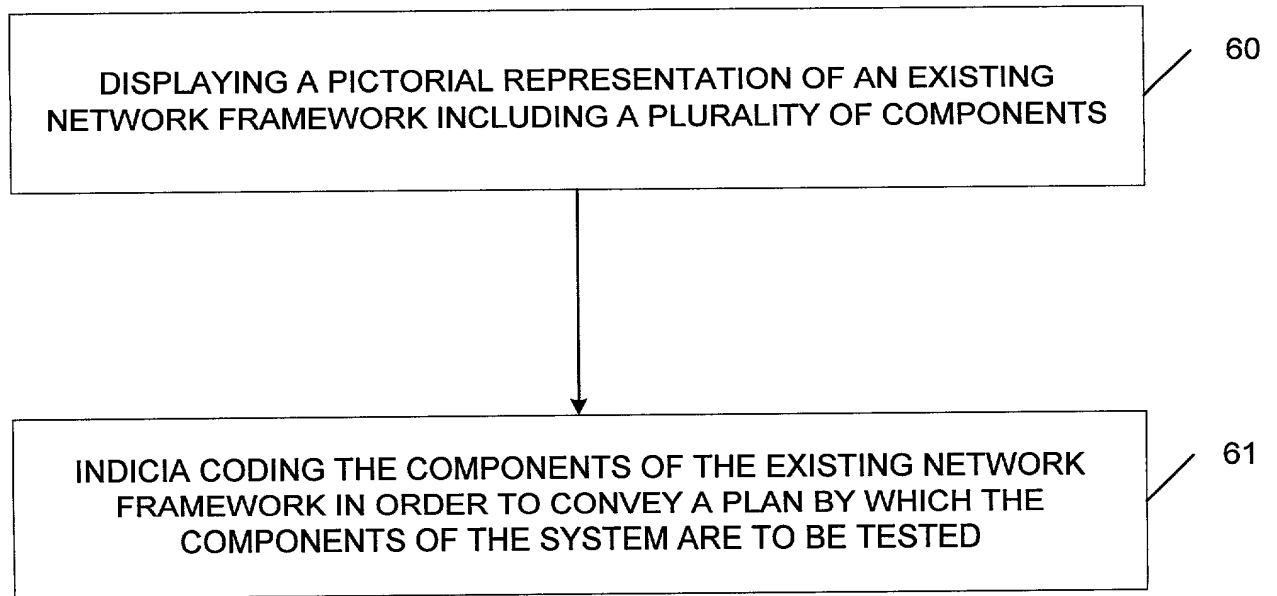 DISPLAYING A PICTORIAL REPRESENTATION OF AN EXISTING
NETWORK FRAMEWORK INCLUDING A PLURALITY OF COMPONENTS
60
INDICIA CODING THE COMPONENTS OF THE EXISTING NETWORK
FRAMEWORK IN ORDER TO CONVEY A PLAN BY WHICH THE
COMPONENTS OF THE SYSTEM ARE TO BE TESTED
61